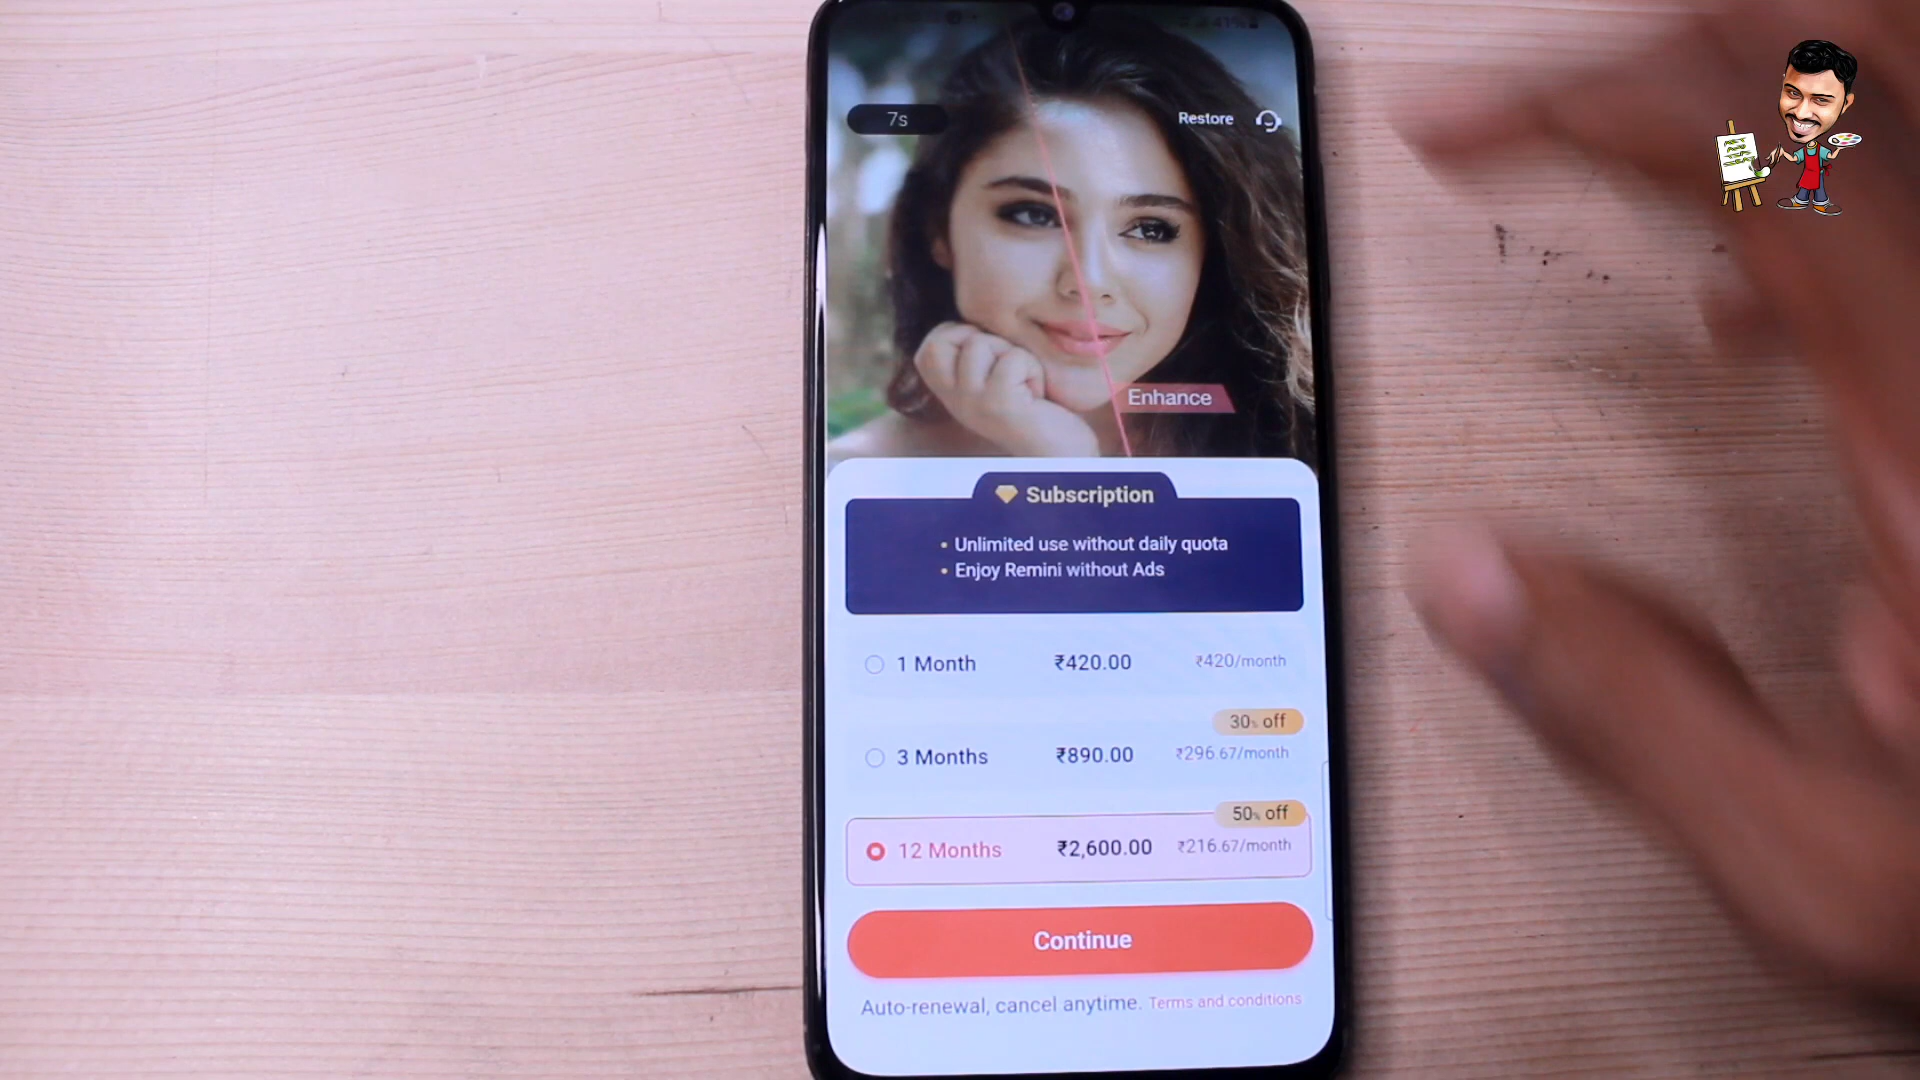 41%
7s
Restore
Enhance
Subscription
• Unlimited use without daily quota
• Enjoy Remini without Ads
1 Month ₹420.00 ₹420/month
30% off
3 Months ₹890.00 ₹296.67/month
50% off
12 Months ₹2,600.00 ₹216.67/month
Continue
Auto-renewal, cancel anytime. Terms and conditions